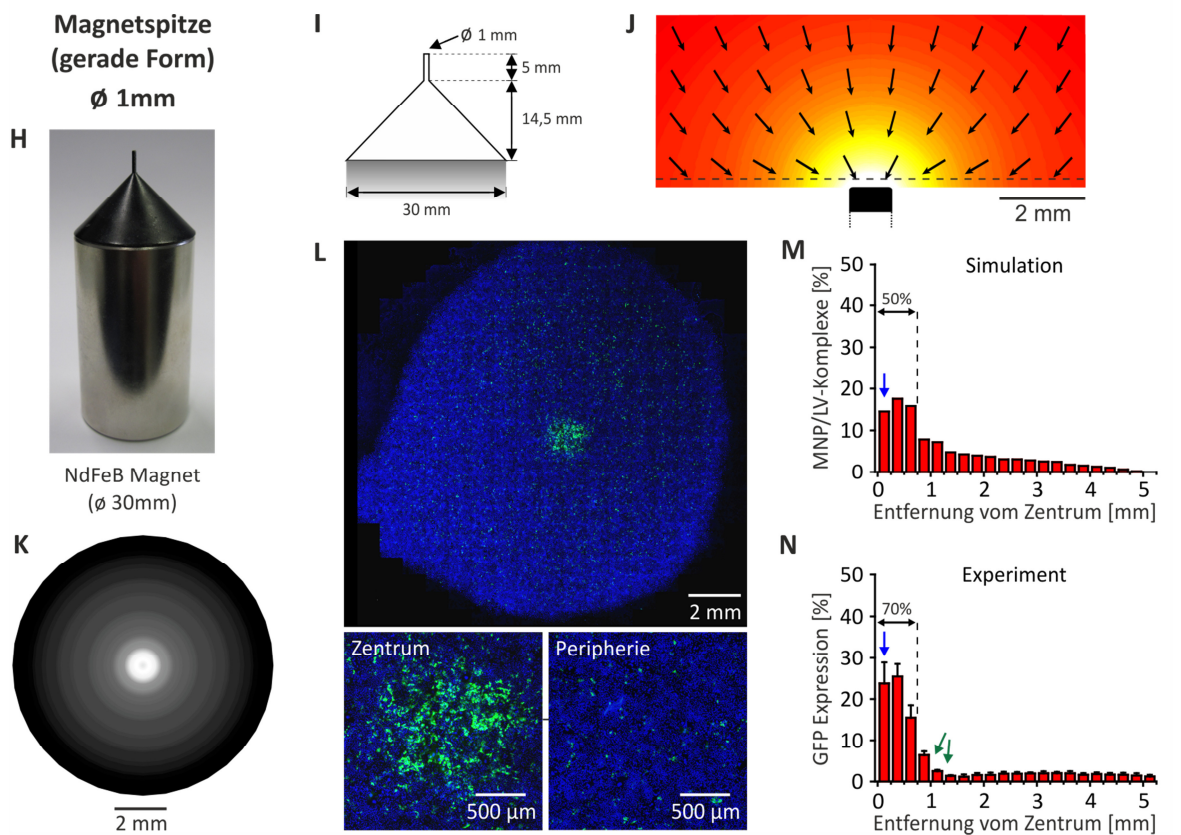 Magnetspitze
(gerade Form)
ø 1mm
H
NdFeB Magnet
(ø 30mm)
I
ø 1 mm
5 mm
14,5 mm
30 mm
J
2 mm
K
2 mm
L
2 mm
Zentrum
500 µm
Peripherie
500 µm
M
Simulation
MNP/LV-Komplexe [%]
50
40
30
20
10
0
50%
0 1 2 3 4 5
Entfernung vom Zentrum [mm]
N
Experiment
GFP Expression [%]
50
40
30
20
10
0
70%
0 1 2 3 4 5
Entfernung vom Zentrum [mm]